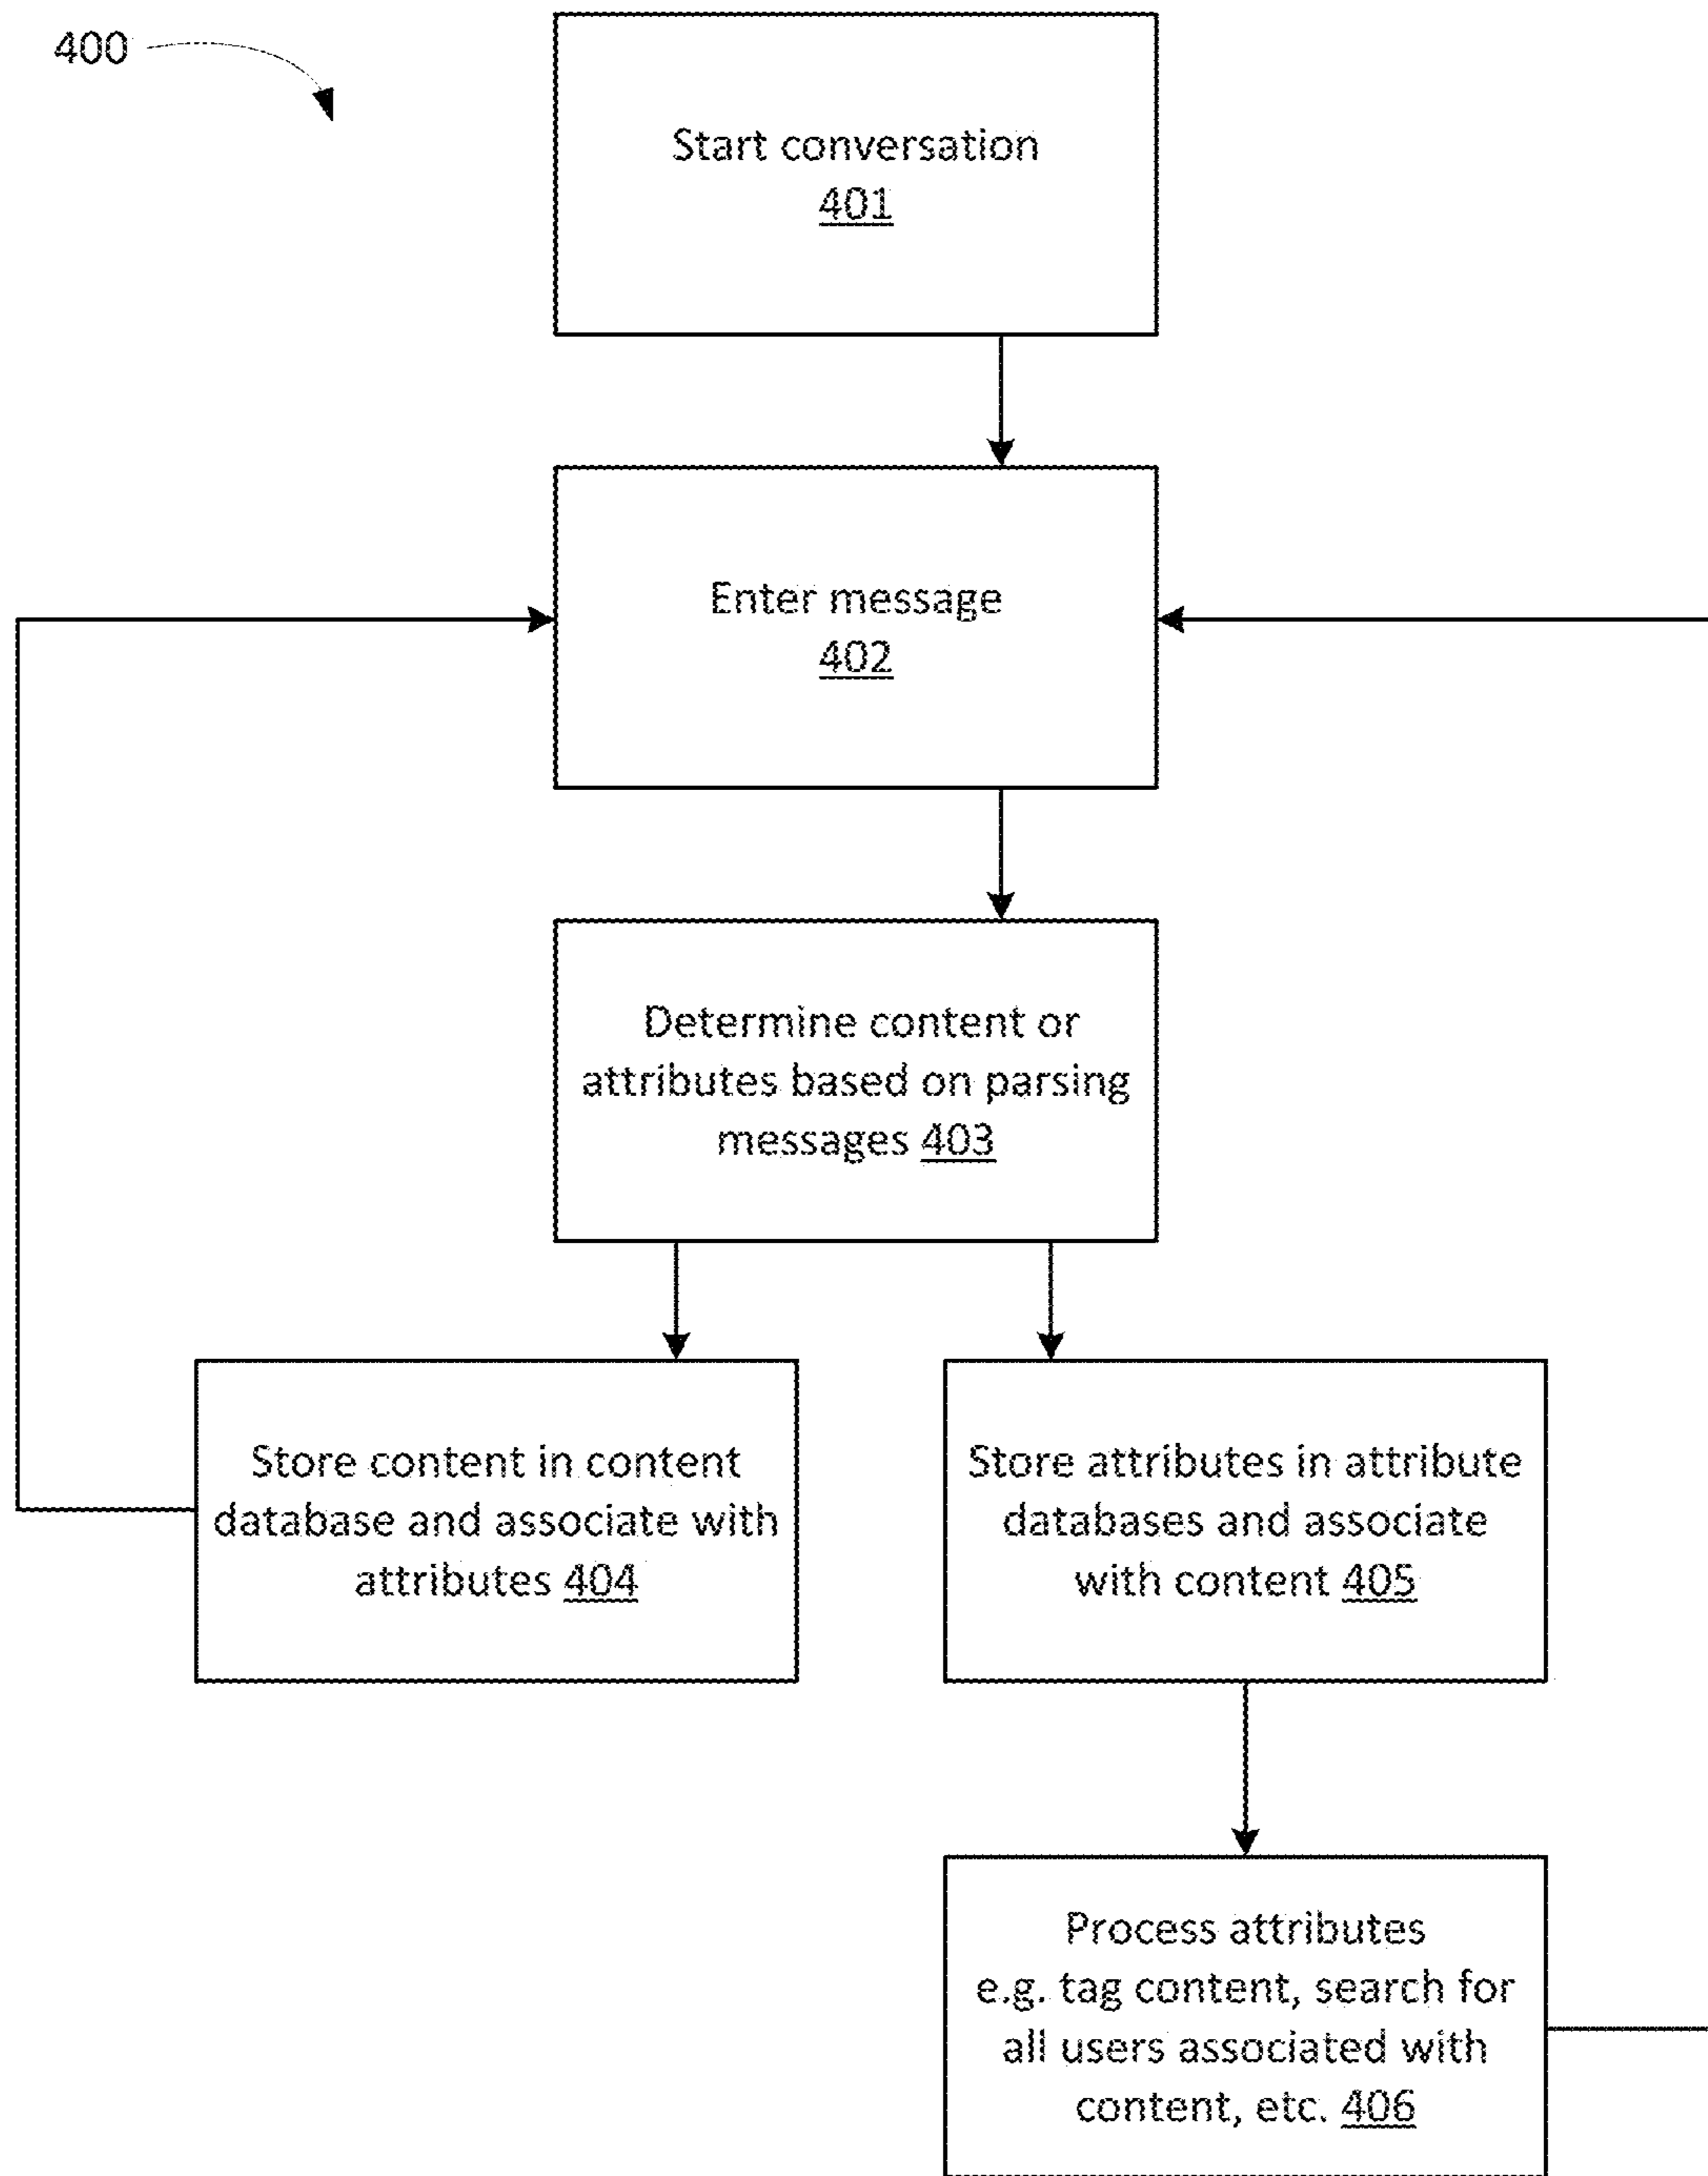 400
Start conversation
401
Enter message
402
Determine content or
attributes based on parsing
messages 403
Store content in content
database and associate with
attributes 404
Store attributes in attribute
databases and associate
with content 405
Process attributes
e.g. tag content, search for
all users associated with
content, etc. 406